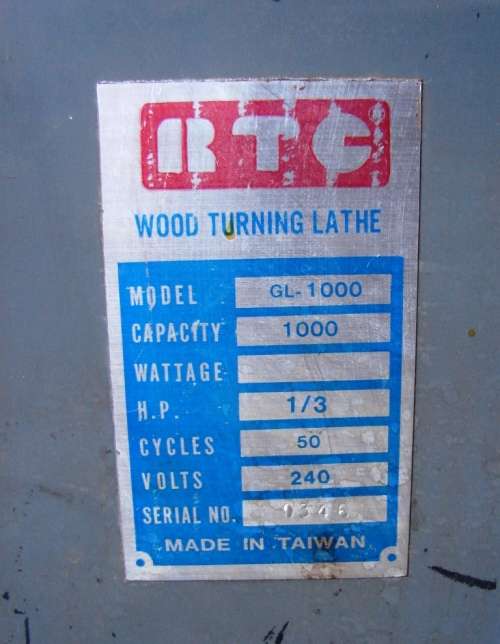 RTC
WOOD TURNING LATHE
MODEL GL-1000
CAPACITY 1000
WATTAGE
H.P. 1/3
CYCLES 50
VOLTS 240
SERIAL NO.
MADE IN TAIWAN